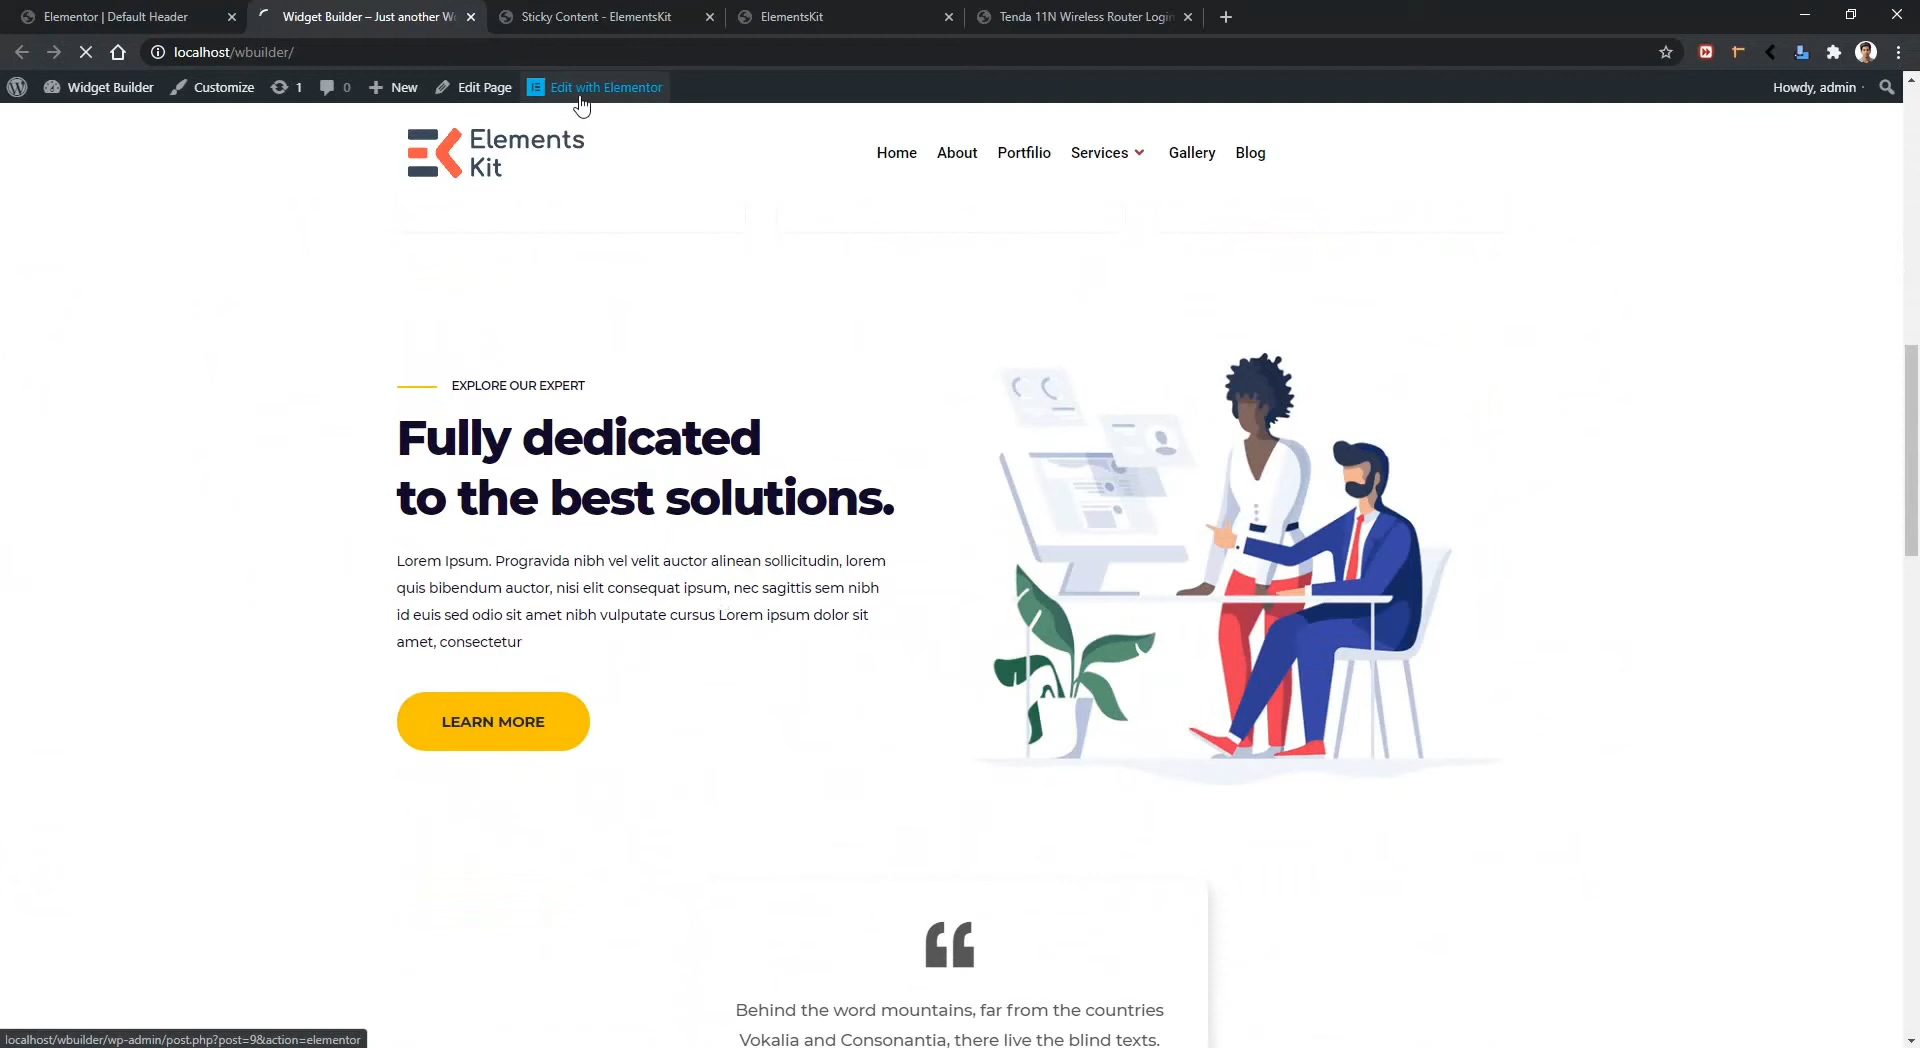 Elementor | Default Header
Widget Builder – Just another W
Sticky Content - ElementsKit
ElementsKit
Tenda 11N Wireless Router Login
localhost/wbuilder/
Widget Builder
Customize
1
0
New
Edit Page
Edit with Elementor
Howdy, admin
Elements
Kit
Home
About
Portfilio
Services
Gallery
Blog
EXPLORE OUR EXPERT
Fully dedicated
to the best solutions.
Lorem Ipsum. Progravida nibh vel velit auctor alinean sollicitudin, lorem
quis bibendum auctor, nisi elit consequat ipsum, nec sagittis sem nibh
id euis sed odio sit amet nibh vulputate cursus Lorem ipsum dolor sit
amet, consectetur
LEARN MORE
Behind the word mountains, far from the countries
Vokalia and Consonantia, there live the blind texts.
localhost/wbuilder/wp-admin/post.php?post=9&action=elementor